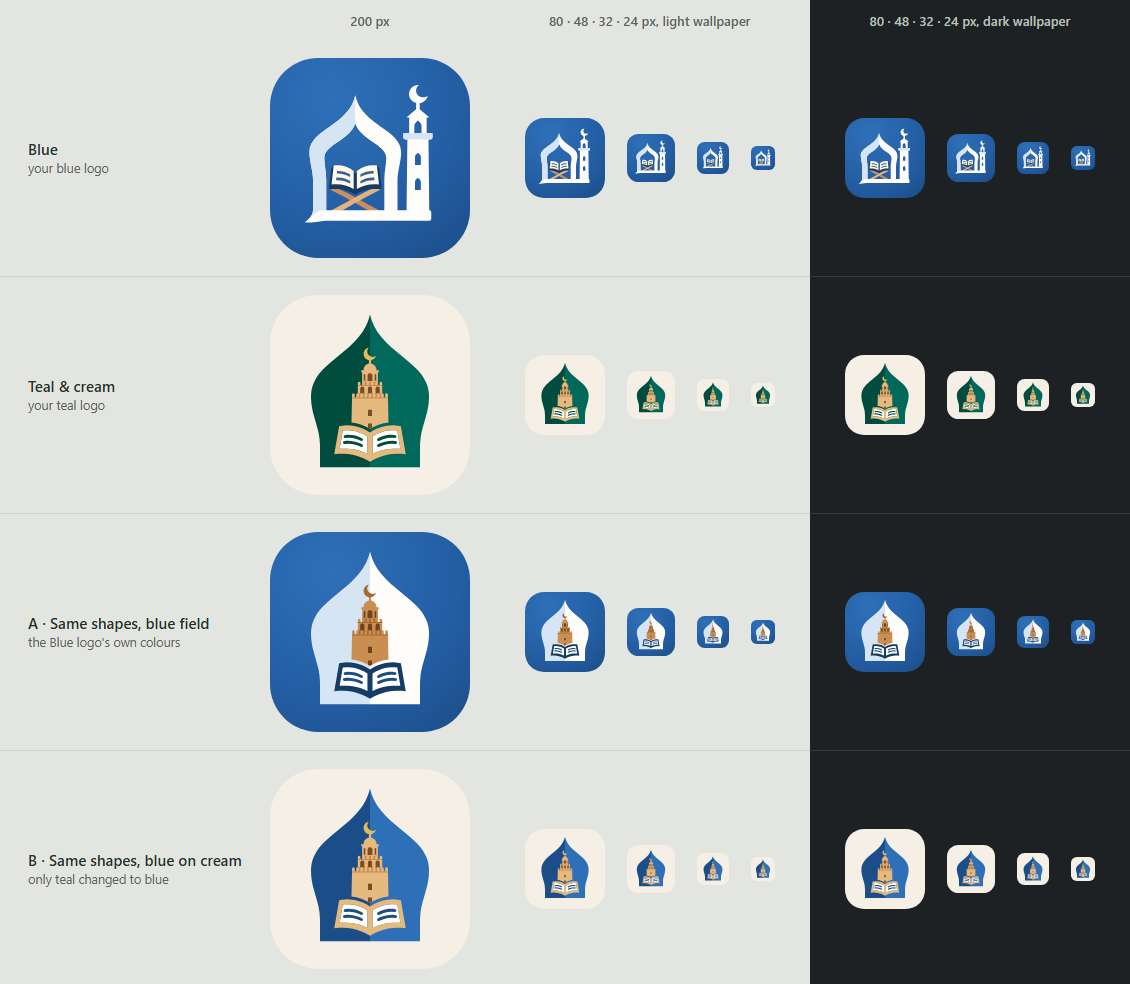 200 px
80 · 48 · 32 · 24 px, light wallpaper
80 · 48 · 32 · 24 px, dark wallpaper
Blue
your blue logo
Teal & cream
your teal logo
A · Same shapes, blue field
the Blue logo's own colours
B · Same shapes, blue on cream
only teal changed to blue